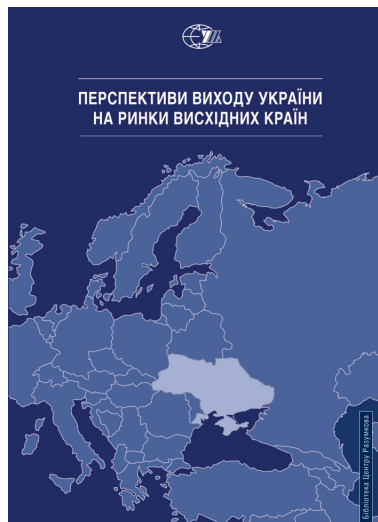 ПЕРСПЕКТИВИ ВИХОДУ УКРАЇНИ
НА РИНКИ ВИСХІДНИХ КРАЇН
Бібліотека Центру Разумкова